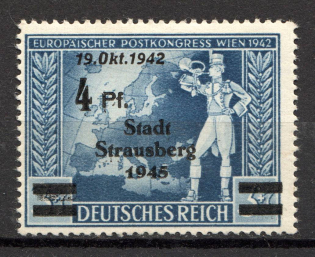 EUROPÄISCHER POSTKONGRESS WIEN 1942
19.Okt.1942
4 Pf.
Stadt
Strausberg
1945
DEUTSCHES REICH